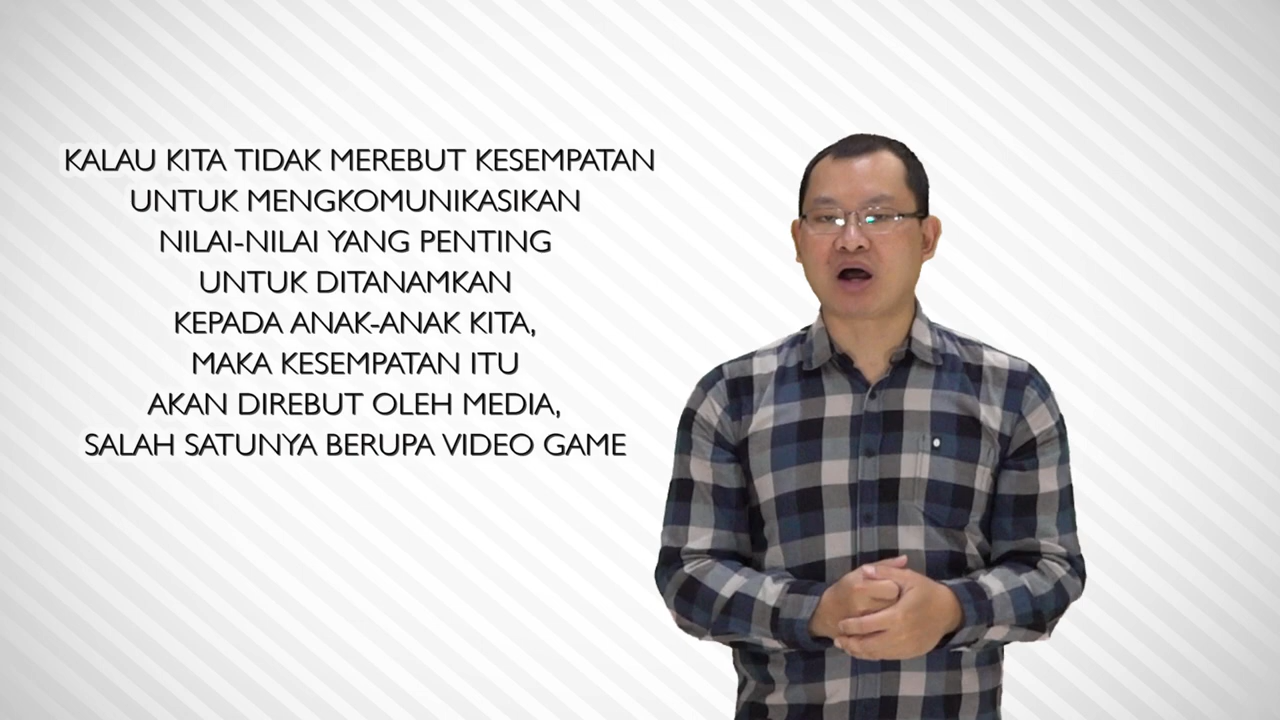 KALAU KITA TIDAK MEREBUT KESEMPATAN
UNTUK MENGKOMUNIKASIKAN
NILAI-NILAI YANG PENTING
UNTUK DITANAMKAN
KEPADA ANAK-ANAK KITA,
MAKA KESEMPATAN ITU
AKAN DIREBUT OLEH MEDIA,
SALAH SATUNYA BERUPA VIDEO GAME